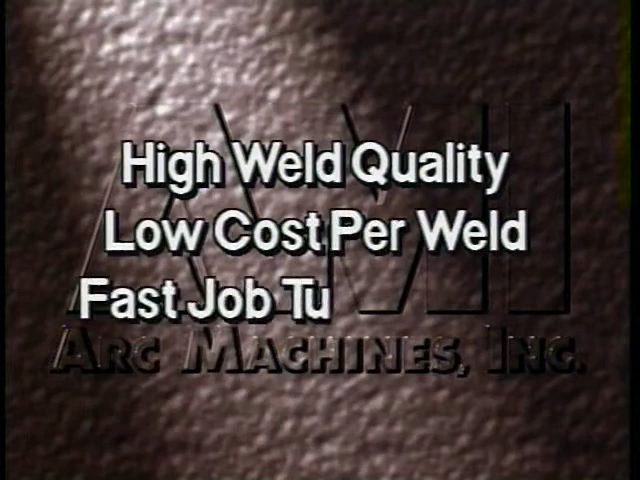 AMI
High Weld Quality
Low Cost Per Weld
Fast Job Tu
ARC MACHINES, INC.